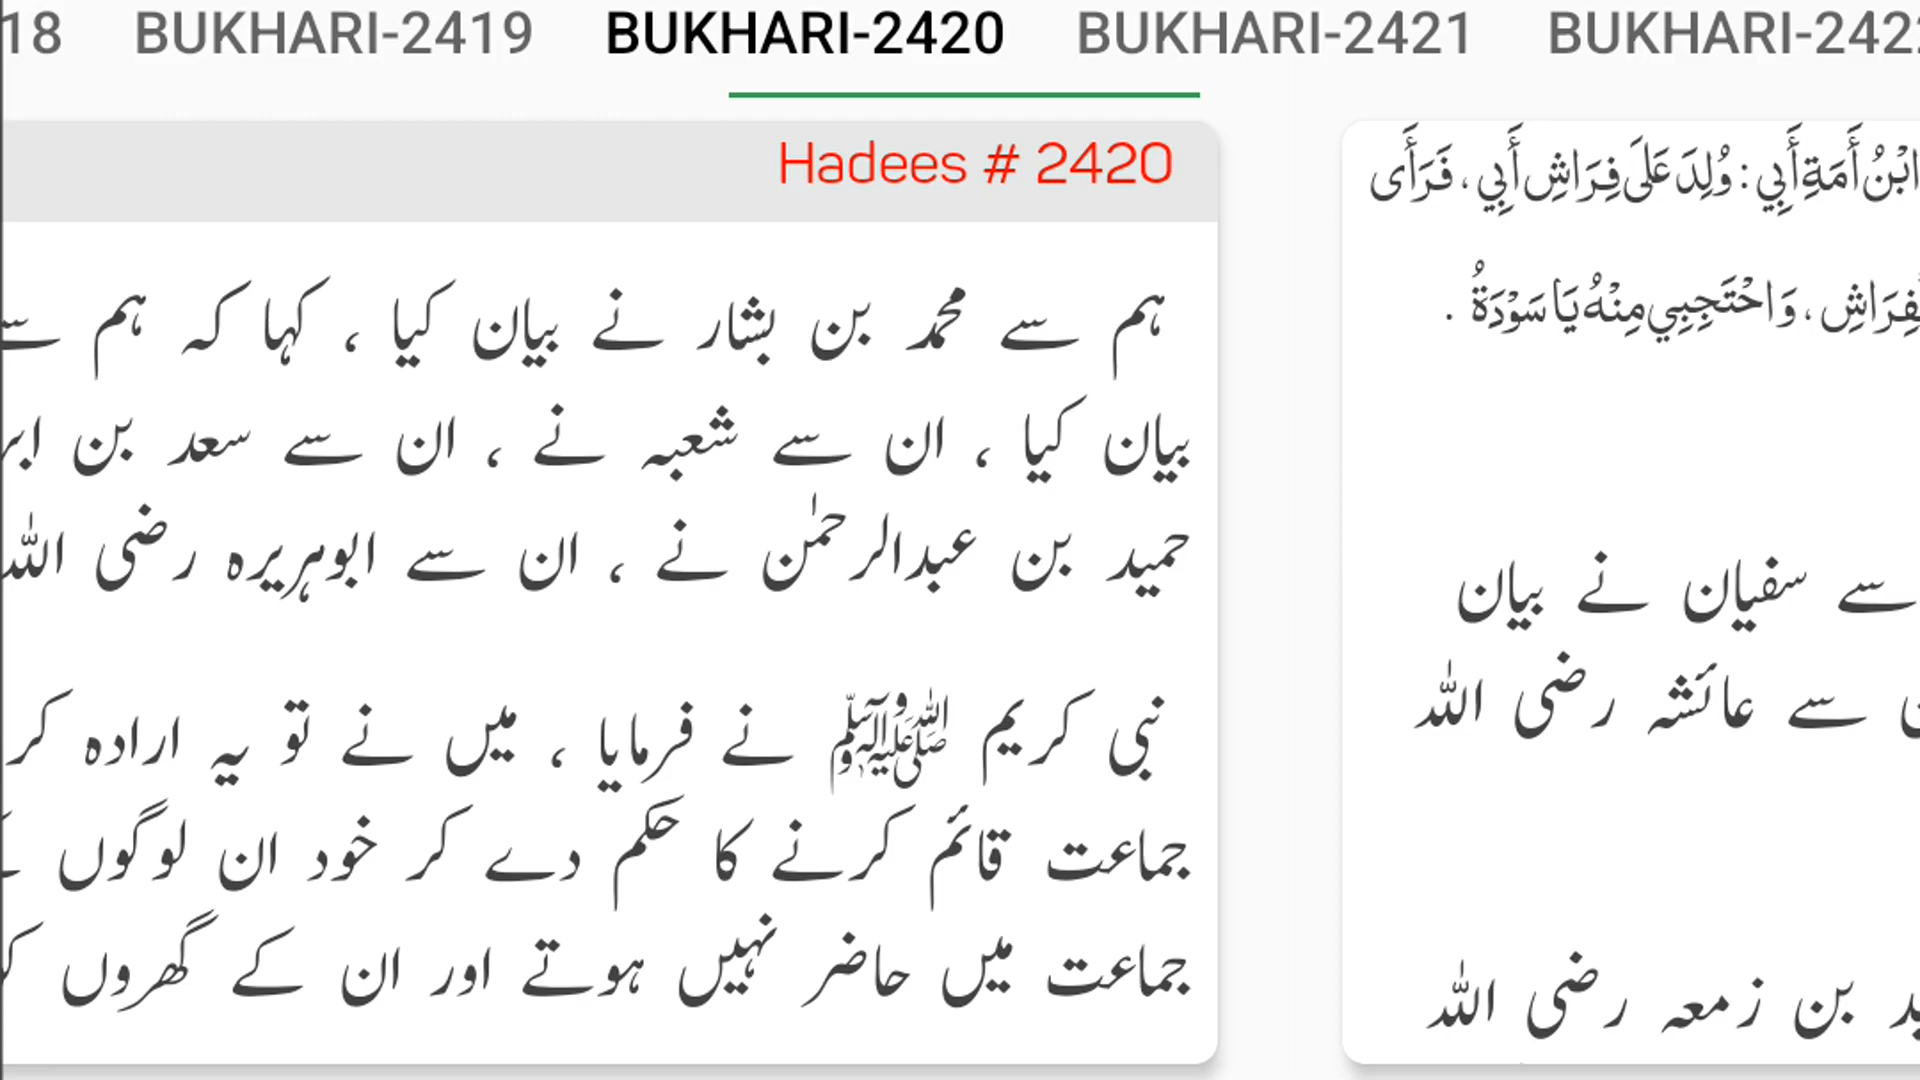 18 BUKHARI-2419 BUKHARI-2420 BUKHARI-2421 BUKHARI-242
Hadees # 2420
ہم سے محمد بن بشار نے بیان کیا ، کہا کہ ہم سے
بیان کیا ، ان سے شعبہ نے ، ان سے سعد بن ابر
حمید بن عبدالرحمٰن نے ، ان سے ابوہریرہ رضی اللہ
نبی کریم ﷺ نے فرمایا ، میں نے تو یہ ارادہ کر
جماعت قائم کرنے کا حکم دے کر خود ان لوگوں
جماعت میں حاضر نہیں ہوتے اور ان کے گھروں کو
ابْنُ أَمَةِ أَبِي : وُلِدَ عَلَى فِرَاشِ أَبِي ، فَرَأَى
لْفِرَاشِ ، وَاحْتَجِبِي مِنْهُ يَا سَوْدَةُ .
سے سفیان نے بیان
سے عائشہ رضی اللہ
بن زمعہ رضی اللہ